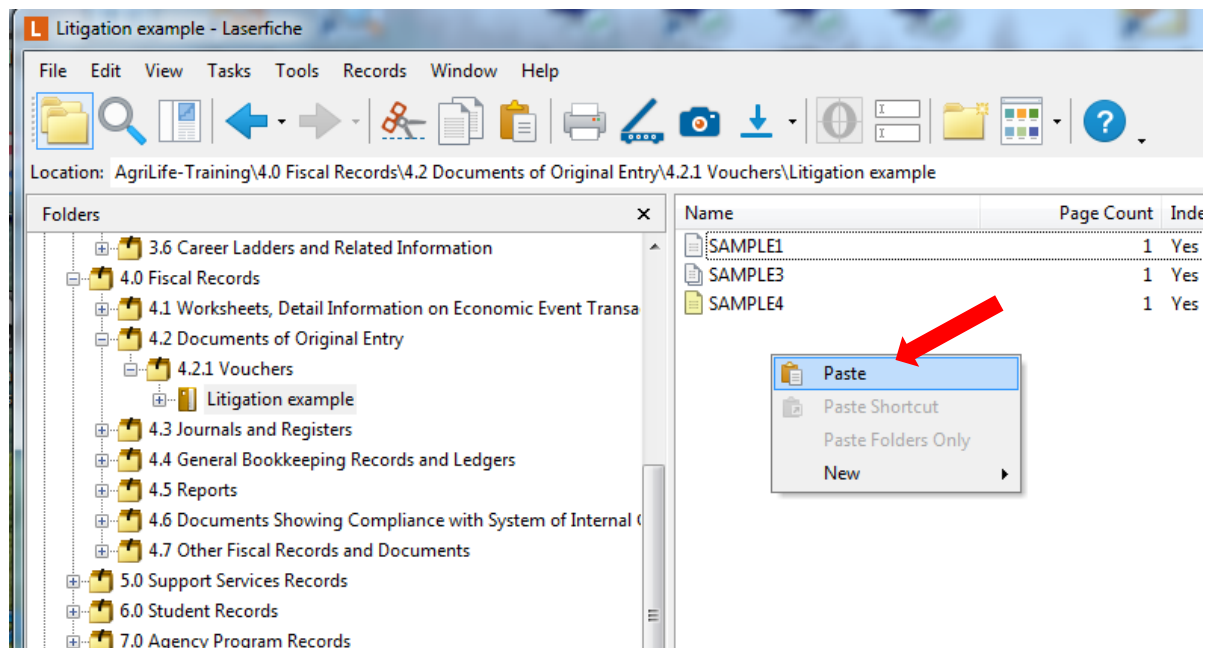 L Litigation example - Laserfiche
File Edit View Tasks Tools Records Window Help
Location: AgriLife-Training\4.0 Fiscal Records\4.2 Documents of Original Entry\4.2.1 Vouchers\Litigation example
Folders x
3.6 Career Ladders and Related Information
4.0 Fiscal Records
4.1 Worksheets, Detail Information on Economic Event Transa
4.2 Documents of Original Entry
4.2.1 Vouchers
Litigation example
4.3 Journals and Registers
4.4 General Bookkeeping Records and Ledgers
4.5 Reports
4.6 Documents Showing Compliance with System of Internal
4.7 Other Fiscal Records and Documents
5.0 Support Services Records
6.0 Student Records
7.0 Agency Program Records
Name Page Count Inde
SAMPLE1 1 Yes
SAMPLE3 1 Yes
SAMPLE4 1 Yes
Paste
Paste Shortcut
Paste Folders Only
New